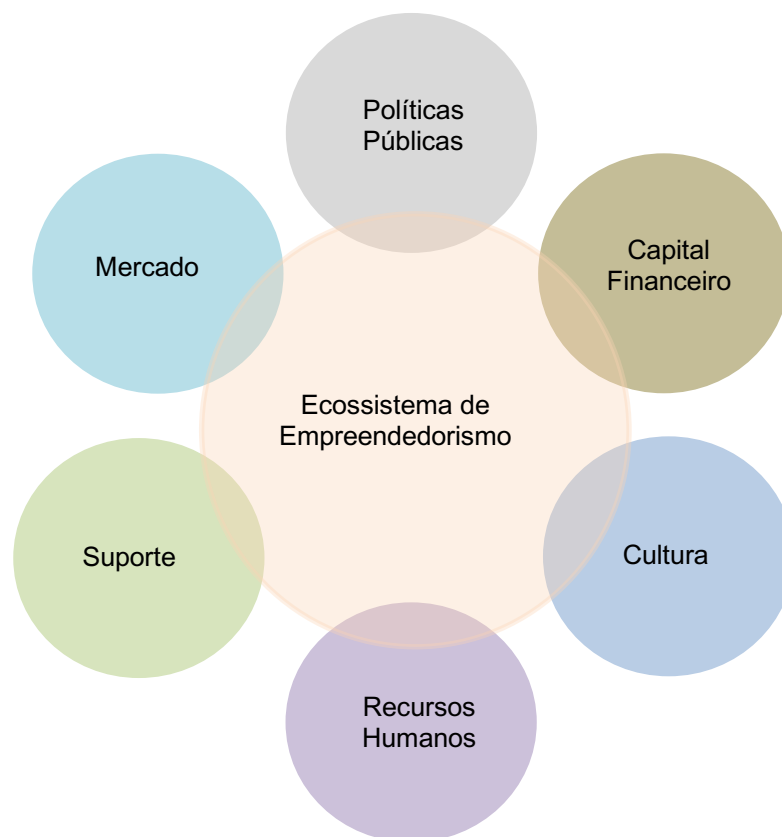 Políticas
Públicas
Mercado
Capital
Financeiro
Ecossistema de
Empreendedorismo
Suporte
Cultura
Recursos
Humanos